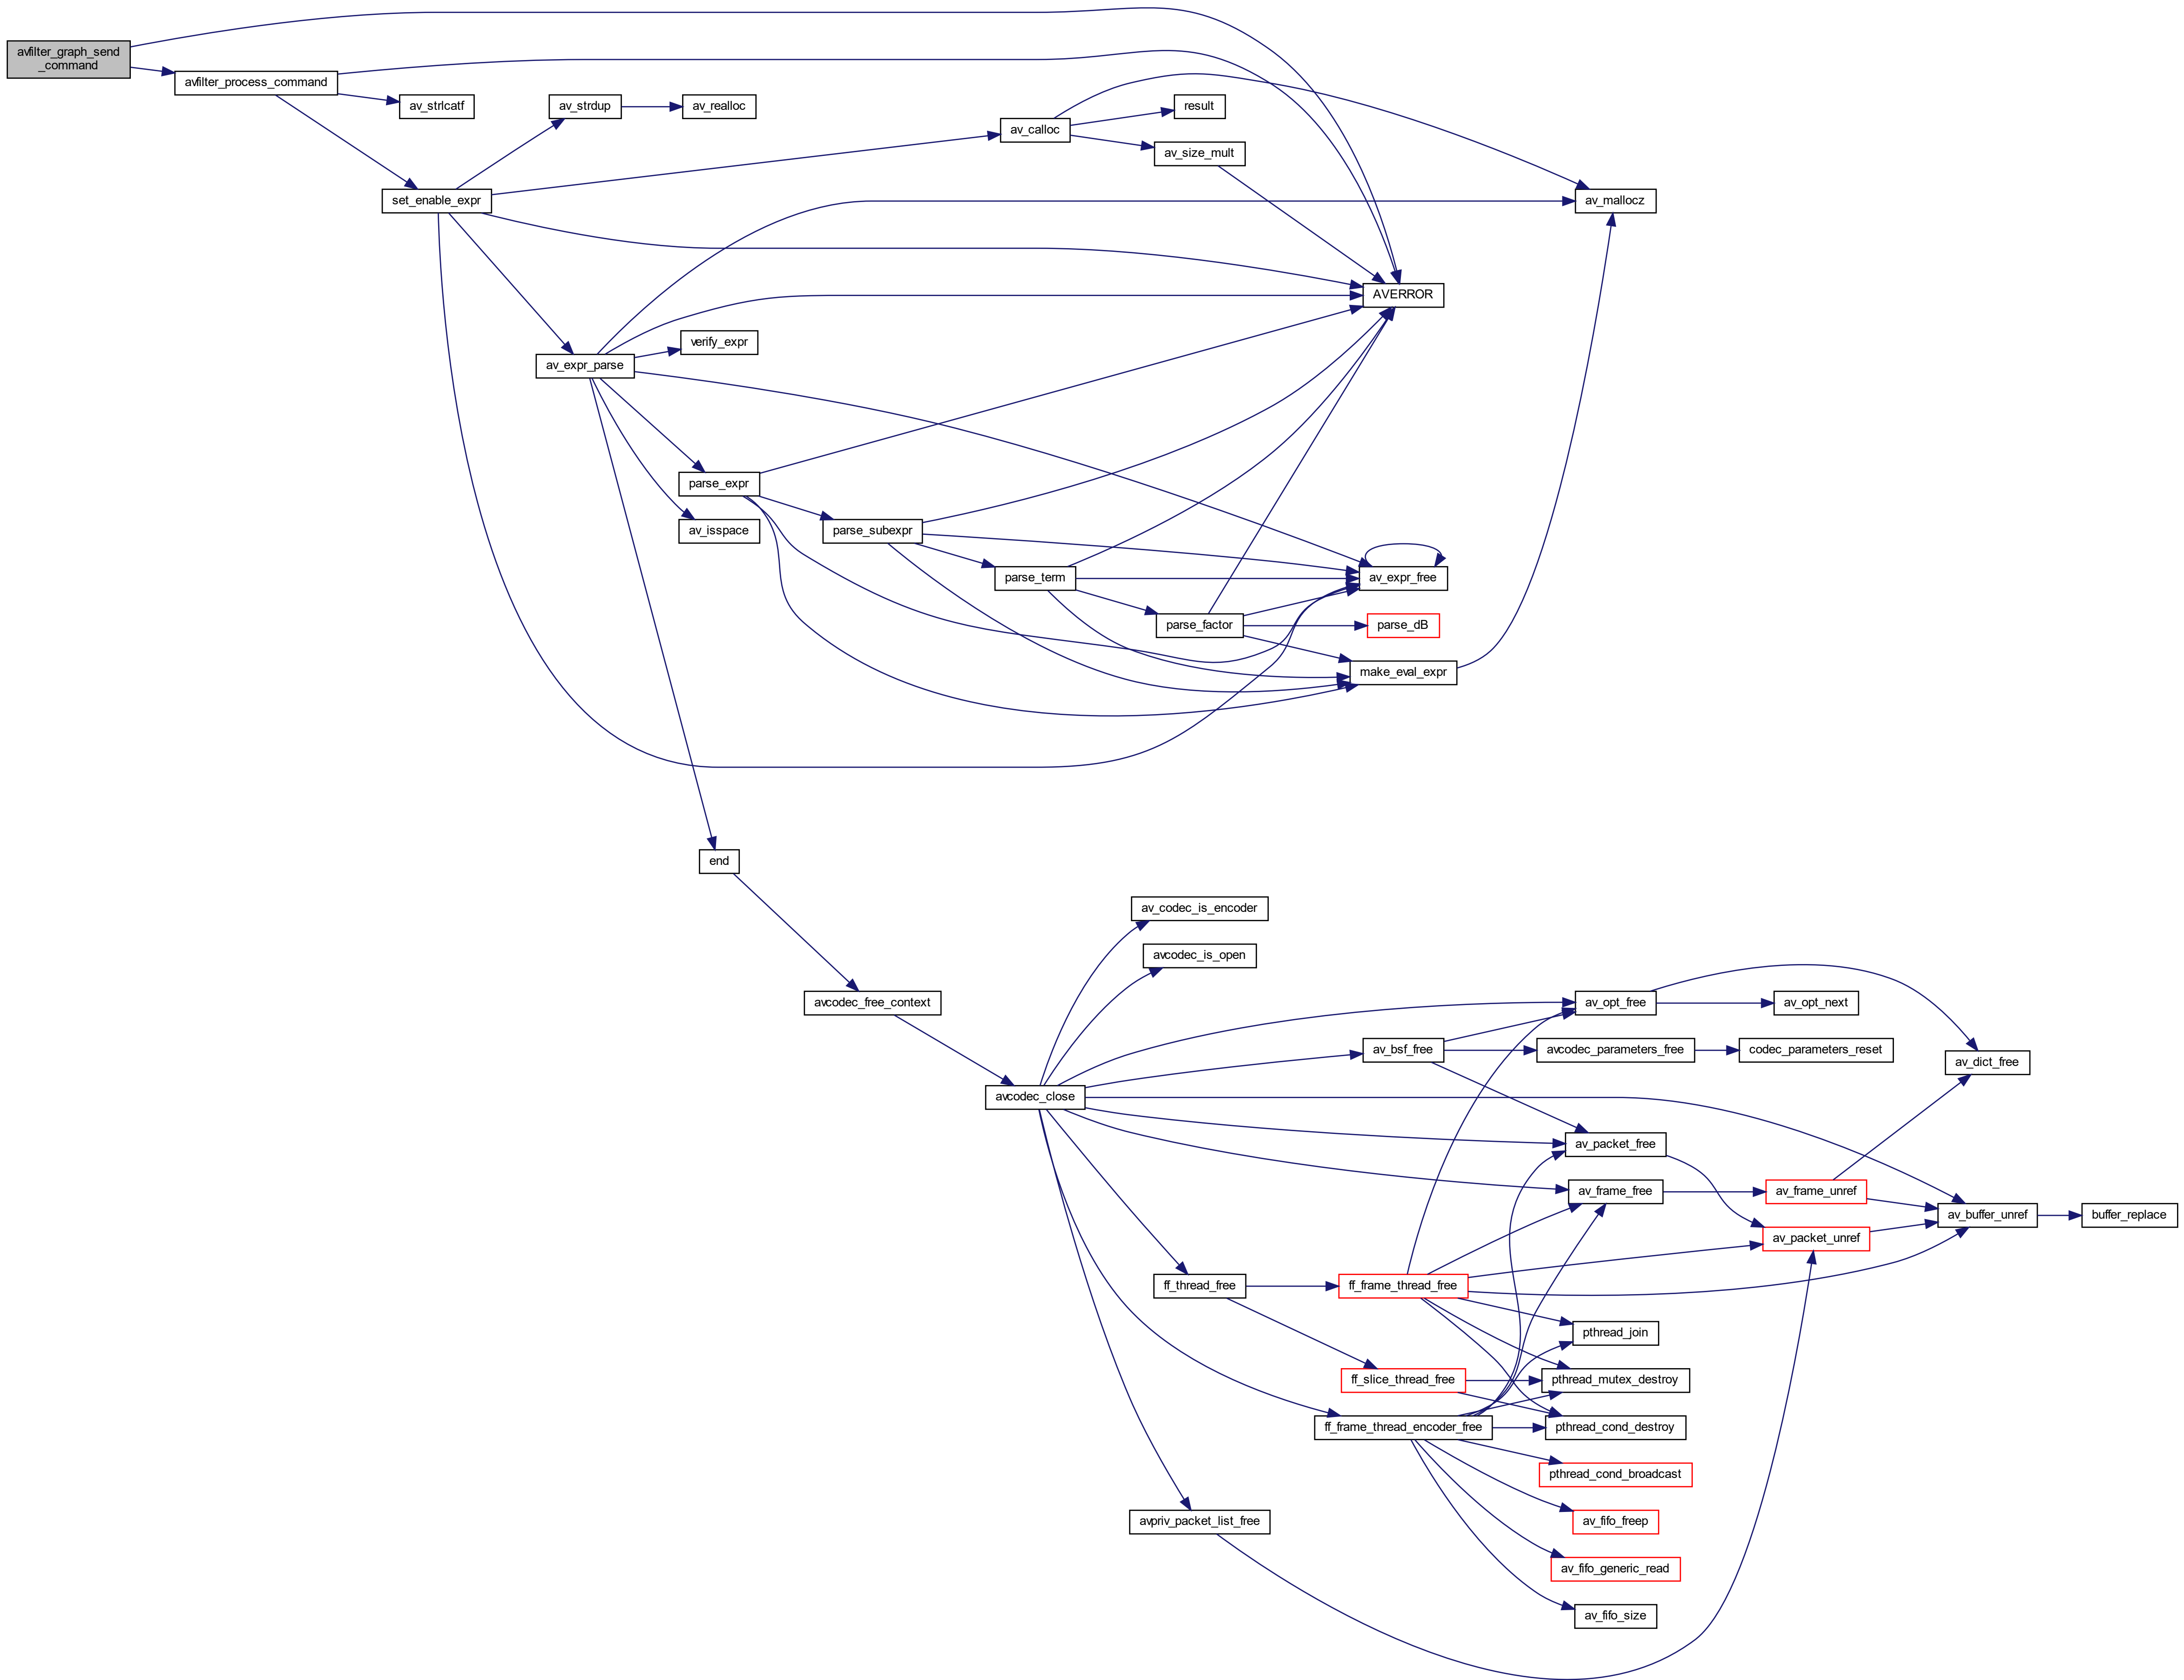 avfilter_graph_send
_command
avfilter_process_command
av_strlcatf
set_enable_expr
av_strdup
av_realloc
av_calloc
result
av_size_mult
av_mallocz
AVERROR
av_expr_parse
verify_expr
parse_expr
av_isspace
parse_subexpr
parse_term
parse_factor
av_expr_free
parse_dB
make_eval_expr
end
avcodec_free_context
avcodec_close
av_codec_is_encoder
avcodec_is_open
av_opt_free
av_opt_next
av_bsf_free
avcodec_parameters_free
codec_parameters_reset
av_dict_free
av_packet_free
av_frame_free
av_frame_unref
av_packet_unref
av_buffer_unref
buffer_replace
ff_thread_free
ff_frame_thread_free
pthread_join
ff_slice_thread_free
pthread_mutex_destroy
ff_frame_thread_encoder_free
pthread_cond_destroy
pthread_cond_broadcast
avpriv_packet_list_free
av_fifo_freep
av_fifo_generic_read
av_fifo_size